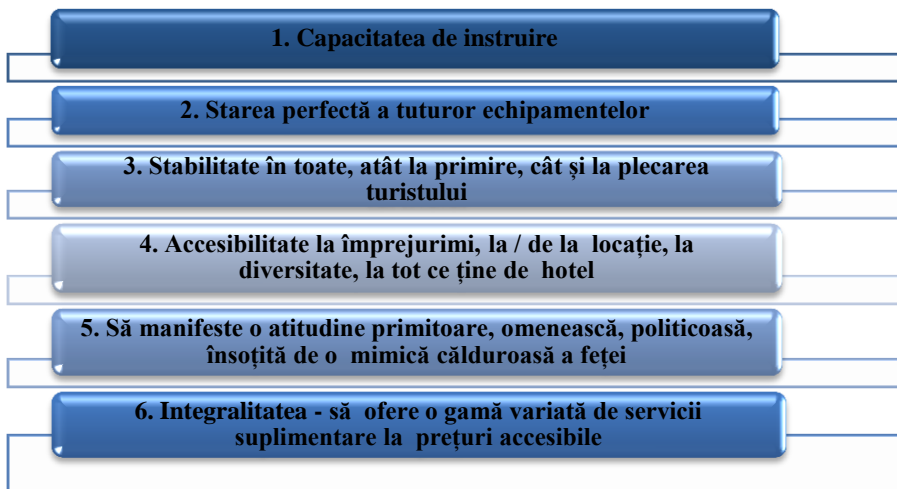 1. Capacitatea de instruire
2. Starea perfectă a tuturor echipamentelor
3. Stabilitate în toate, atât la primire, cât și la plecarea
turistului
4. Accesibilitate la împrejurimi, la / de la locație, la
diversitate, la tot ce ține de hotel
5. Să manifeste o atitudine primitoare, omenească, politicoasă,
însoțită de o mimică călduroasă a feței
6. Integralitatea - să ofere o gamă variată de servicii
suplimentare la prețuri accesibile